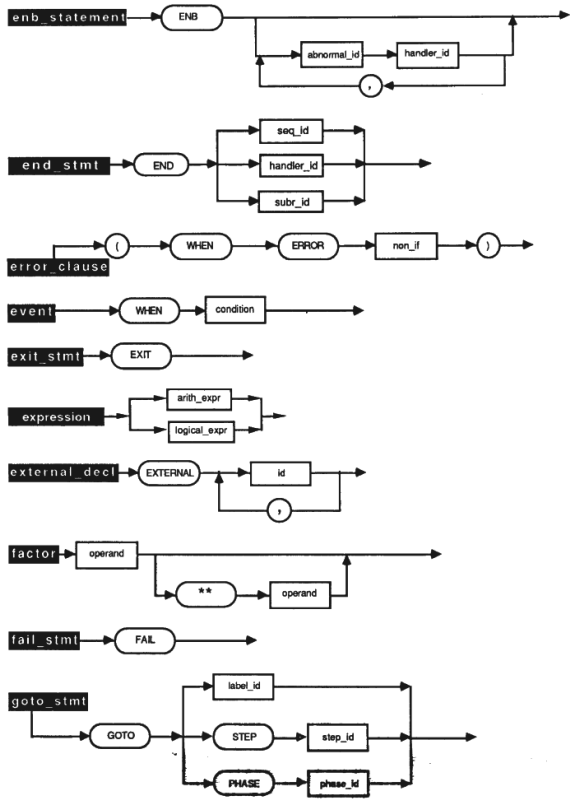 enb_statement ENB
abnormal_id handler_id
,
seq_id
end_stmt END handler_id
subr_id
( WHEN ERROR non_if )
error_clause
event WHEN condition
exit_stmt EXIT
arith_expr
expression
logical_expr
external_decl EXTERNAL id
,
factor operand
** operand
fail_stmt FAIL
label_id
goto_stmt
GOTO STEP step_id
PHASE phase_id